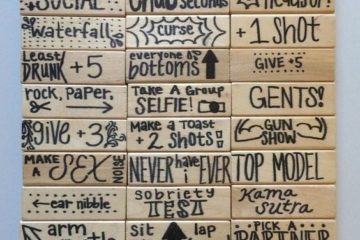 SOCIAL
seconds
waterfall
curse
+1 Shot
Least
DRUNK +5
everyone
bottoms
GIVE +5
rock, paper,
TAKE A Group
SELFIE!
GENTS!
give +3
Make a Toast
+2 Shots
GUN
SHOW
MAKE
A SEX NOISE
NEVER have i EVER
TOP MODEL
ear nibble
sobriety
TEST
Kama
Sutra
arm
sit
lap
PICK A
PARTNER